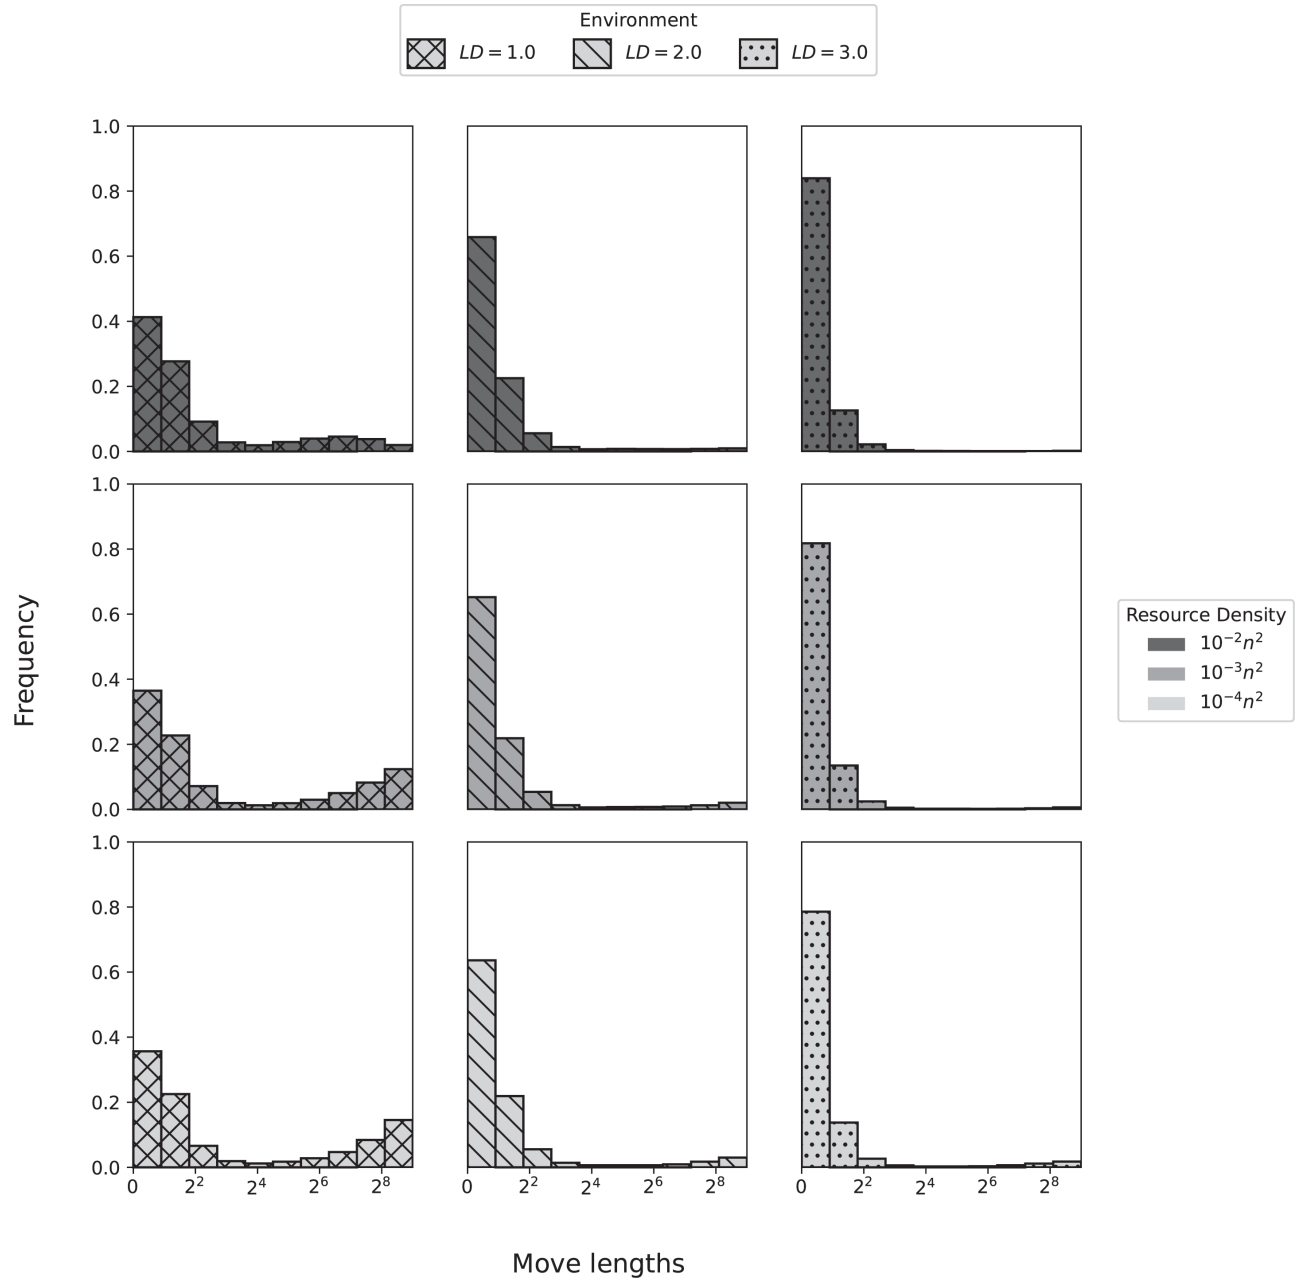 Environment
LD = 1.0 LD = 2.0 LD = 3.0
1.0
0.8
0.6
0.4
0.2
0.0
1.0
0.8
0.6
0.4
0.2
0.0
1.0
0.8
0.6
0.4
0.2
0.0
Frequency
Resource Density
10⁻²n²
10⁻³n²
10⁻⁴n²
0 2² 2⁴ 2⁶ 2⁸ 0 2² 2⁴ 2⁶ 2⁸ 0 2² 2⁴ 2⁶ 2⁸
Move lengths